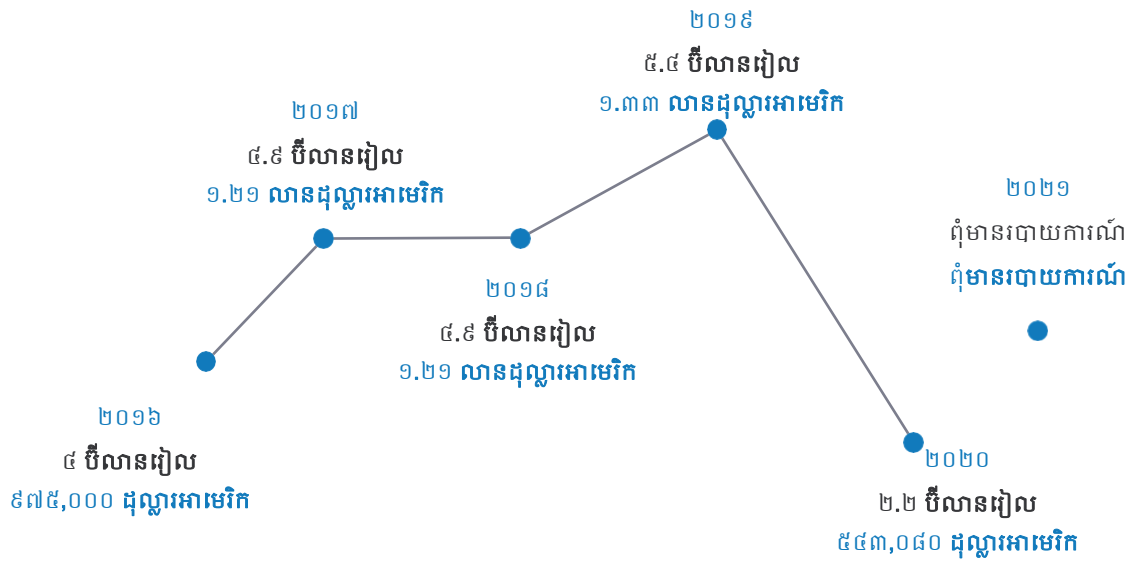 ២០១៦
៤ ប៊ីលានរៀល
៩៧៥,០០០ ដុល្លារអាមេរិក
២០១៧
៤.៩ ប៊ីលានរៀល
១.២១ លានដុល្លារអាមេរិក
២០១៨
៤.៩ ប៊ីលានរៀល
១.២១ លានដុល្លារអាមេរិក
២០១៩
៥.៤ ប៊ីលានរៀល
១.៣៣ លានដុល្លារអាមេរិក
២០២០
២.២ ប៊ីលានរៀល
៥៤៣,០៨០ ដុល្លារអាមេរិក
២០២១
ពុំមានរបាយការណ៍
ពុំមានរបាយការណ៍